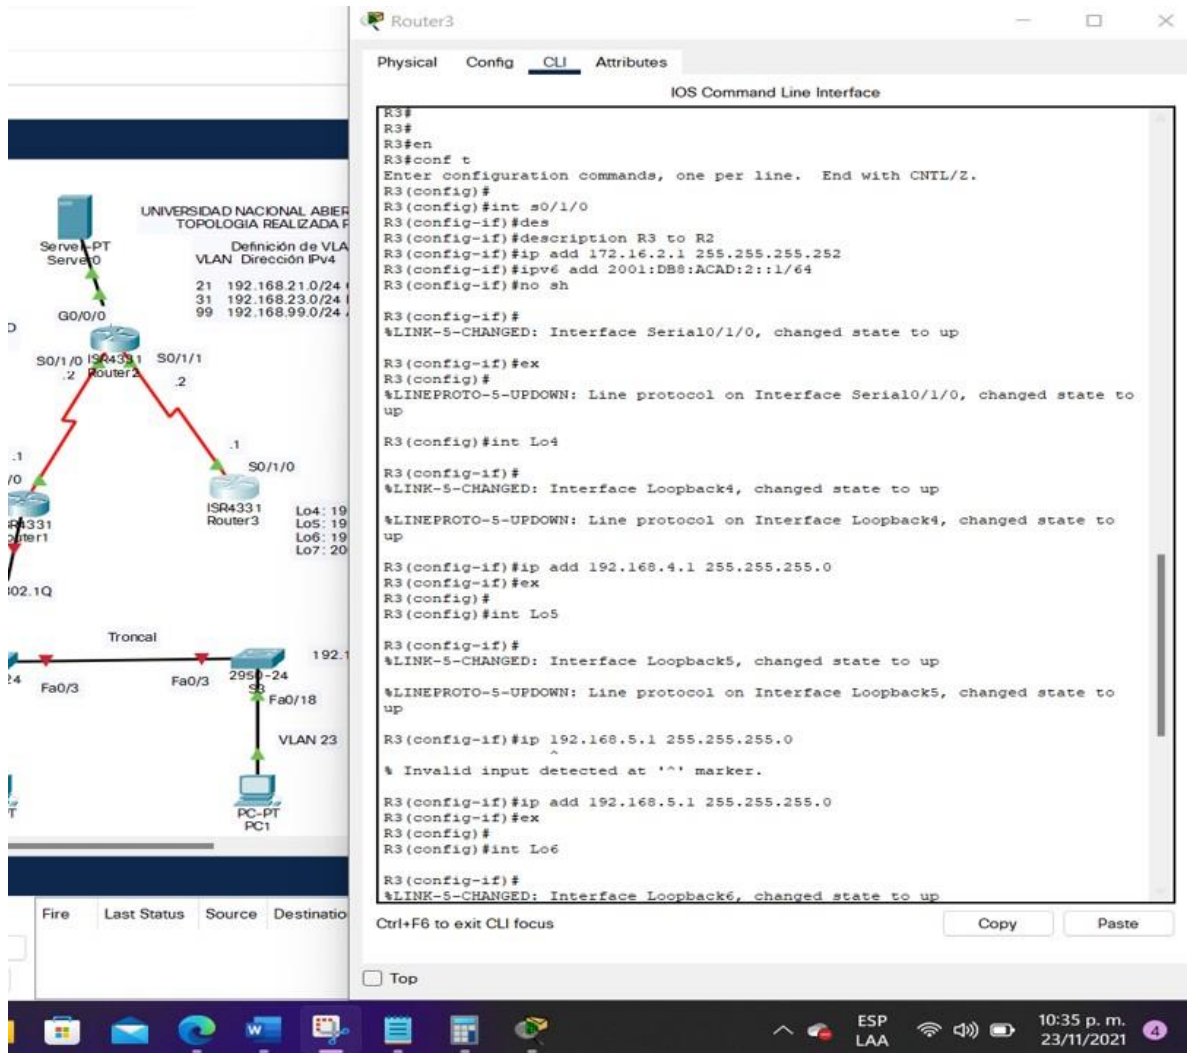 Router3
Physical Config CLI Attributes
IOS Command Line Interface
R3#
R3#
R3#en
R3#conf t
Enter configuration commands, one per line. End with CNTL/Z.
R3(config)#
R3(config)#int s0/1/0
R3(config-if)#des
R3(config-if)#description R3 to R2
R3(config-if)#ip add 172.16.2.1 255.255.255.252
R3(config-if)#ipv6 add 2001:DB8:ACAD:2::1/64
R3(config-if)#no sh
R3(config-if)#
%LINK-5-CHANGED: Interface Serial0/1/0, changed state to up
R3(config-if)#ex
R3(config)#
%LINEPROTO-5-UPDOWN: Line protocol on Interface Serial0/1/0, changed state to
up
R3(config)#int Lo4
R3(config-if)#
%LINK-5-CHANGED: Interface Loopback4, changed state to up
%LINEPROTO-5-UPDOWN: Line protocol on Interface Loopback4, changed state to
up
R3(config-if)#ip add 192.168.4.1 255.255.255.0
R3(config-if)#ex
R3(config)#
R3(config)#int Lo5
R3(config-if)#
%LINK-5-CHANGED: Interface Loopback5, changed state to up
%LINEPROTO-5-UPDOWN: Line protocol on Interface Loopback5, changed state to
up
R3(config-if)#ip 192.168.5.1 255.255.255.0
^
% Invalid input detected at '^' marker.
R3(config-if)#ip add 192.168.5.1 255.255.255.0
R3(config-if)#ex
R3(config)#
R3(config)#int Lo6
R3(config-if)#
%LINK-5-CHANGED: Interface Loopback6, changed state to up
Ctrl+F6 to exit CLI focus
Copy
Paste
Top
UNIVERSIDAD NACIONAL ABIER
TOPOLOGIA REALIZADA
Definición de VLA
VLAN Dirección IPv4
21 192.168.21.0/24
31 192.168.23.0/24
99 192.168.99.0/24
Server-PT
Server0
G0/0/0
S0/1/0
ISR4331
Router2
S0/1/1
.2
.2
.1
.1
/0
S0/1/0
ISR4331
Router3
Lo4: 19
Lo5: 19
Lo6: 19
Lo7: 20
02.1Q
Troncal
192.1
24
Fa0/3
Fa0/3
2950-24
S3
Fa0/18
VLAN 23
PC-PT
PC1
Fire Last Status Source Destinatio
ESP
LAA
10:35 p. m.
23/11/2021
4